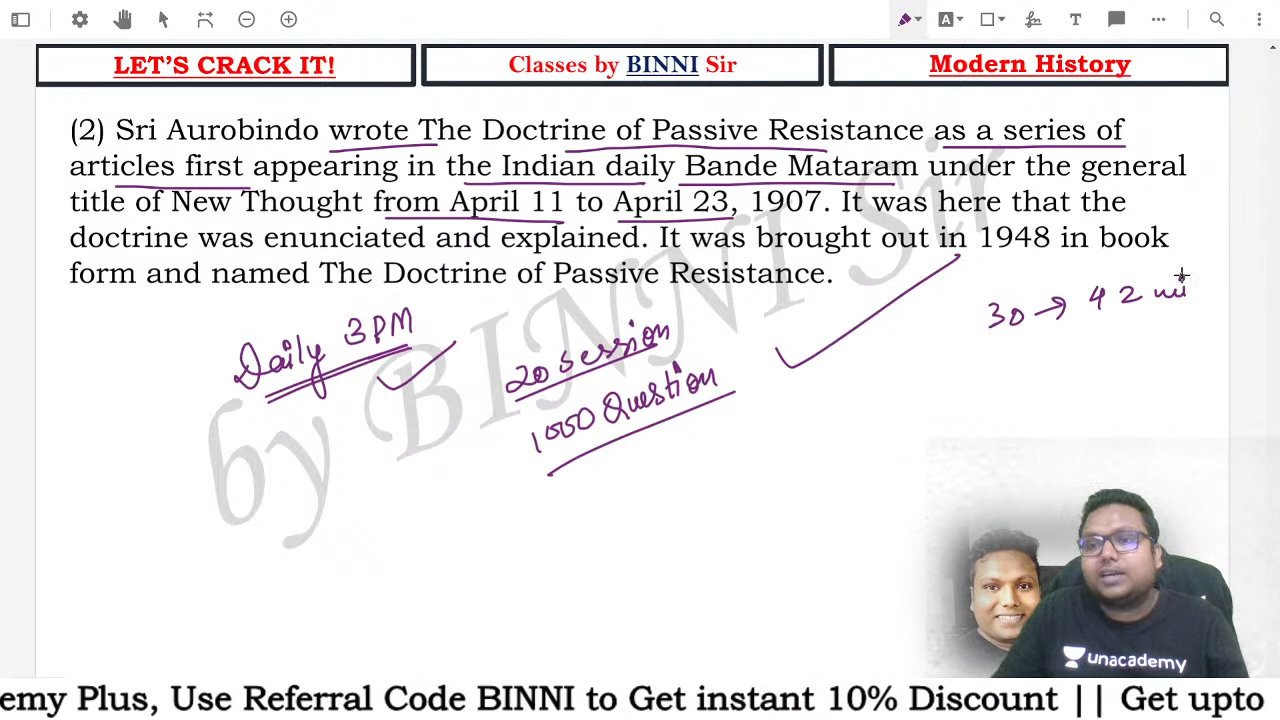 LET’S CRACK IT!
Classes by BINNI Sir
Modern History
(2) Sri Aurobindo wrote The Doctrine of Passive Resistance as a series of
articles first appearing in the Indian daily Bande Mataram under the general
title of New Thought from April 11 to April 23, 1907. It was here that the
doctrine was enunciated and explained. It was brought out in 1948 in book
form and named The Doctrine of Passive Resistance.
by BINNI Sir
Daily 3PM
20 Session
1000 Question
30 → 42
unacademy
emy Plus, Use Referral Code BINNI to Get instant 10% Discount || Get upto